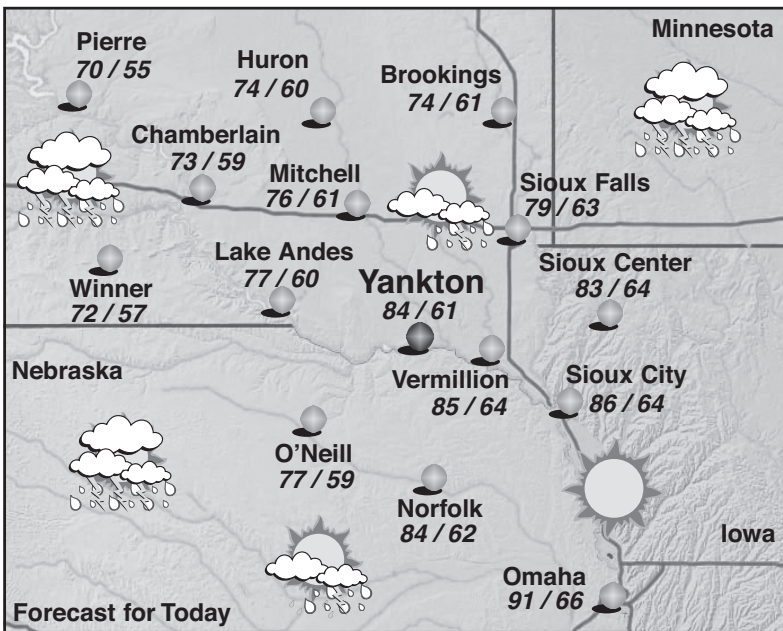 Minnesota
Pierre
70 / 55
Huron
74 / 60
Brookings
74 / 61
Chamberlain
73 / 59
Mitchell
76 / 61
Sioux Falls
79 / 63
Lake Andes
77 / 60
Winner
72 / 57
Yankton
84 / 61
Sioux Center
83 / 64
Nebraska
Vermillion
85 / 64
Sioux City
86 / 64
O'Neill
77 / 59
Norfolk
84 / 62
Iowa
Omaha
91 / 66
Forecast for Today